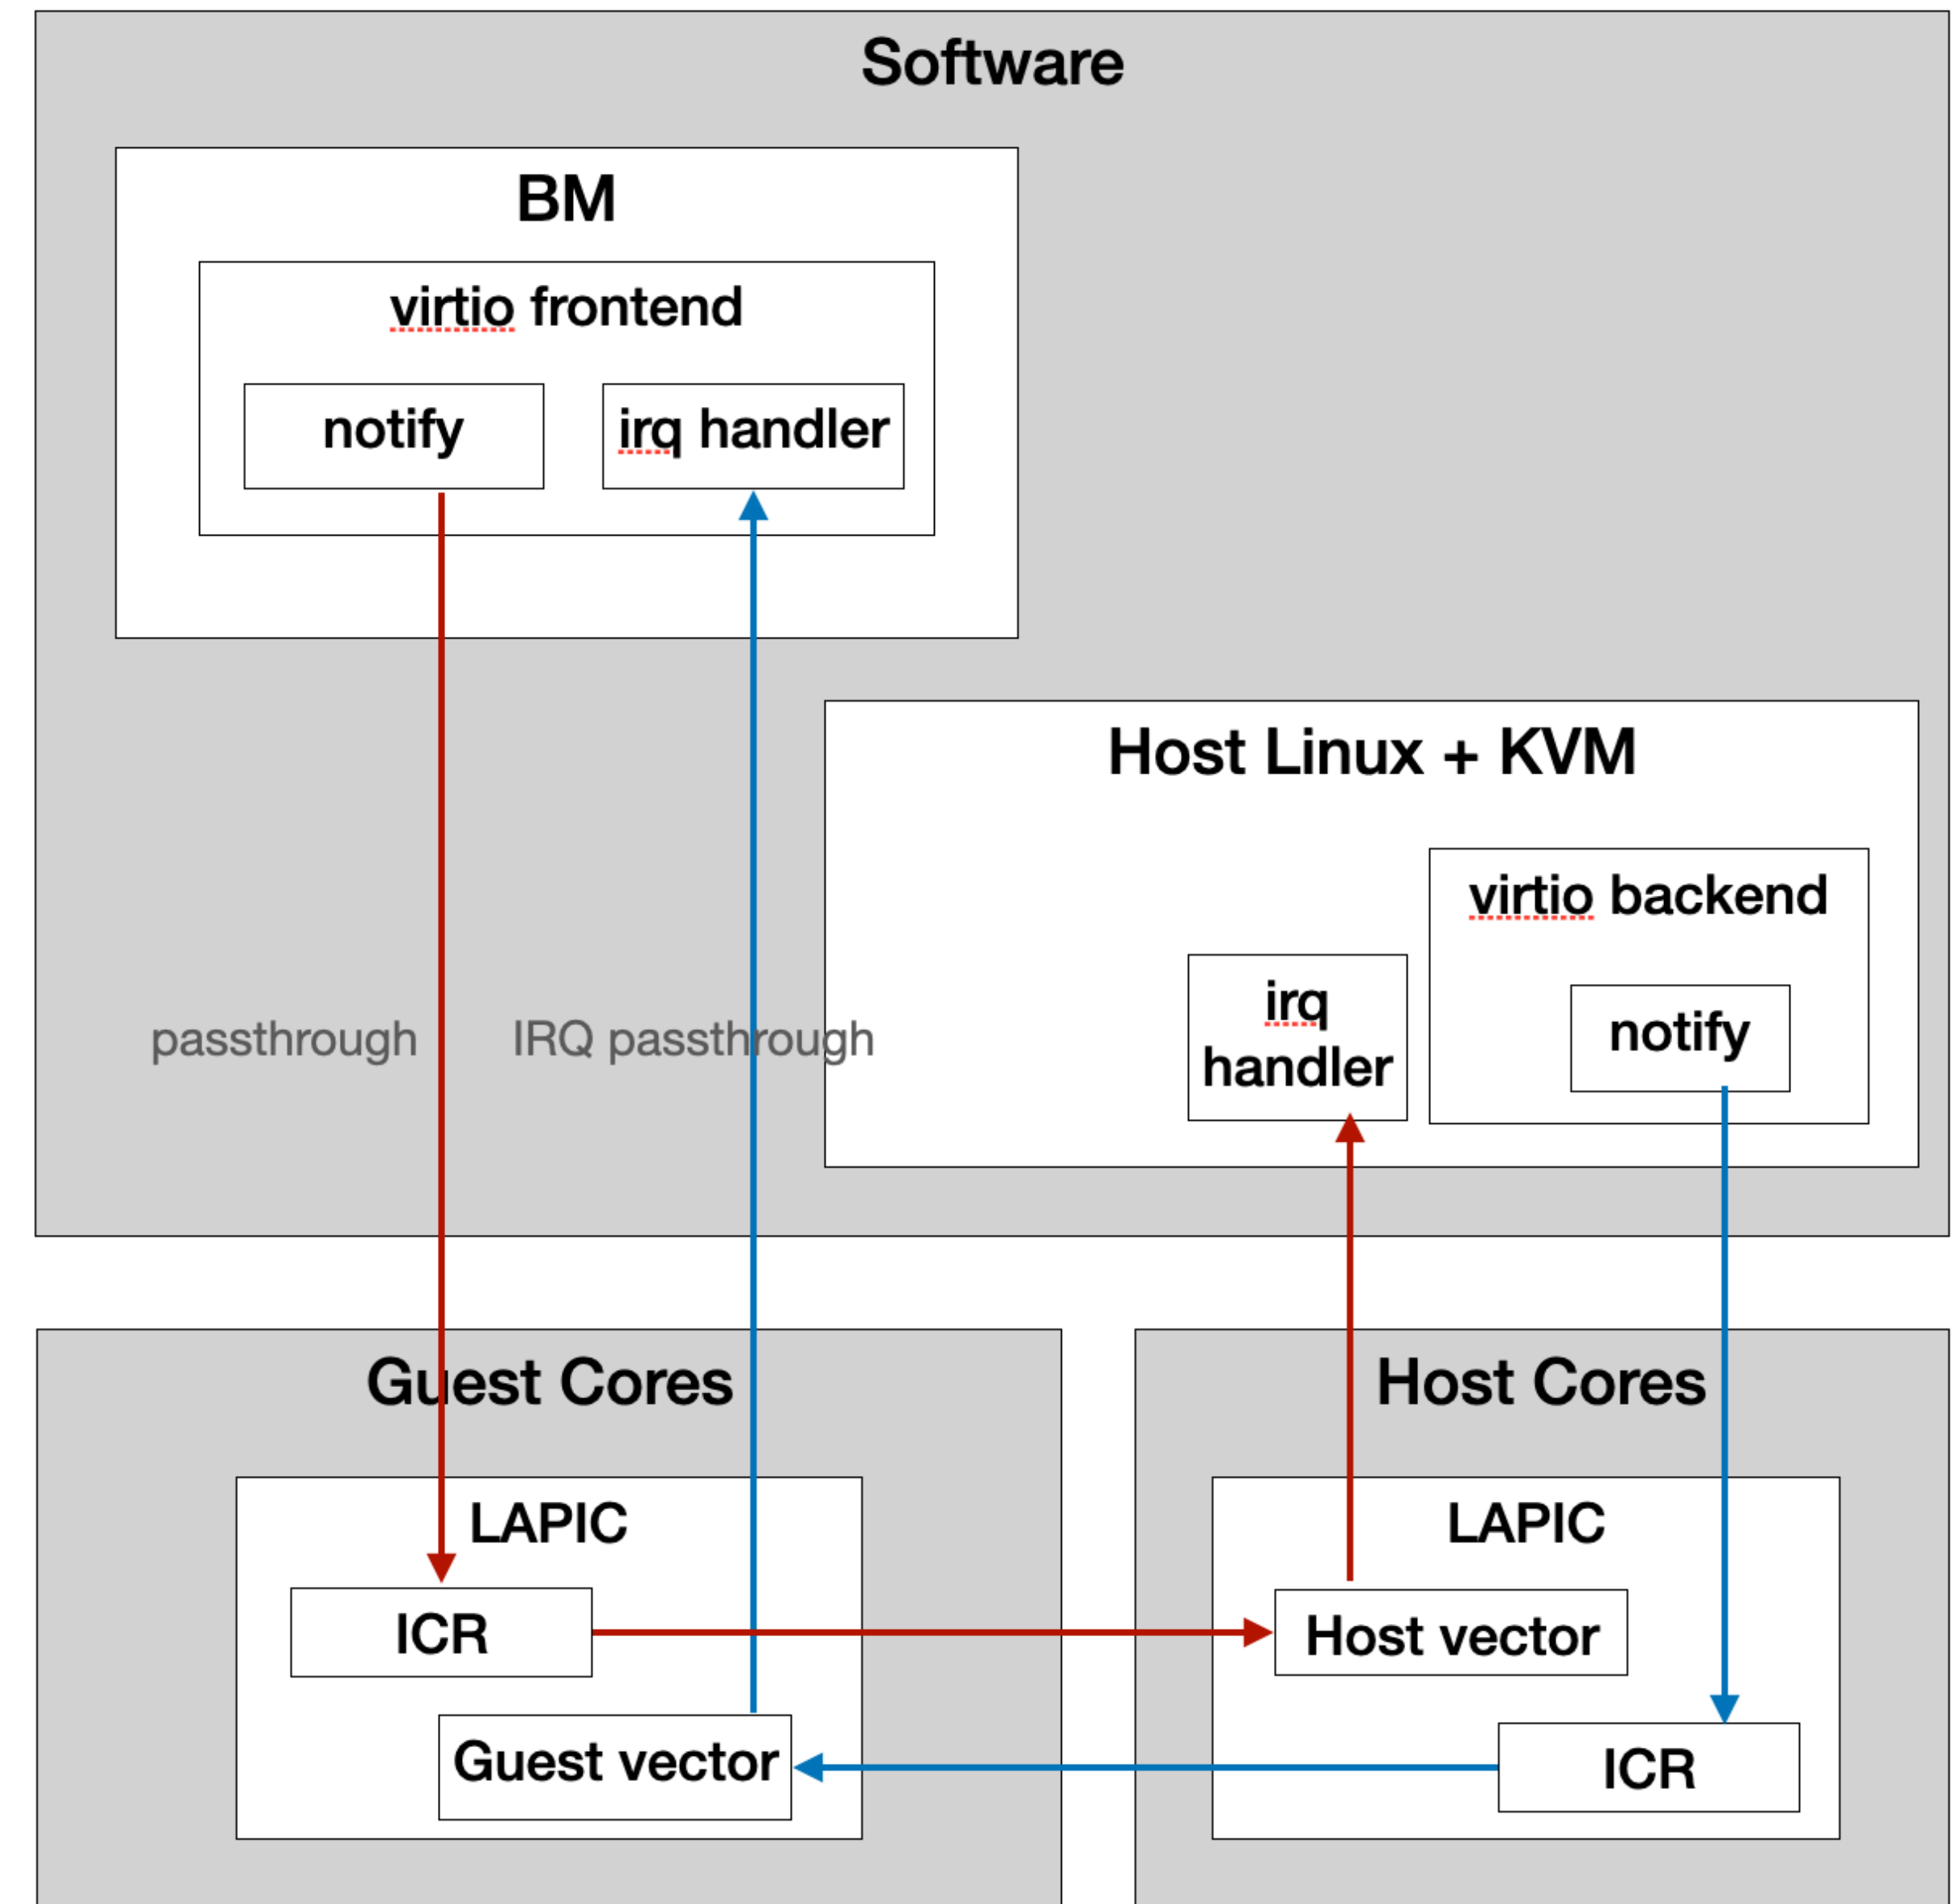 Software
BM
virtio frontend
notify
irq handler
Host Linux + KVM
virtio backend
irq
handler
notify
passthrough
IRQ passthrough
Guest Cores
Host Cores
LAPIC
LAPIC
ICR
Host vector
Guest vector
ICR